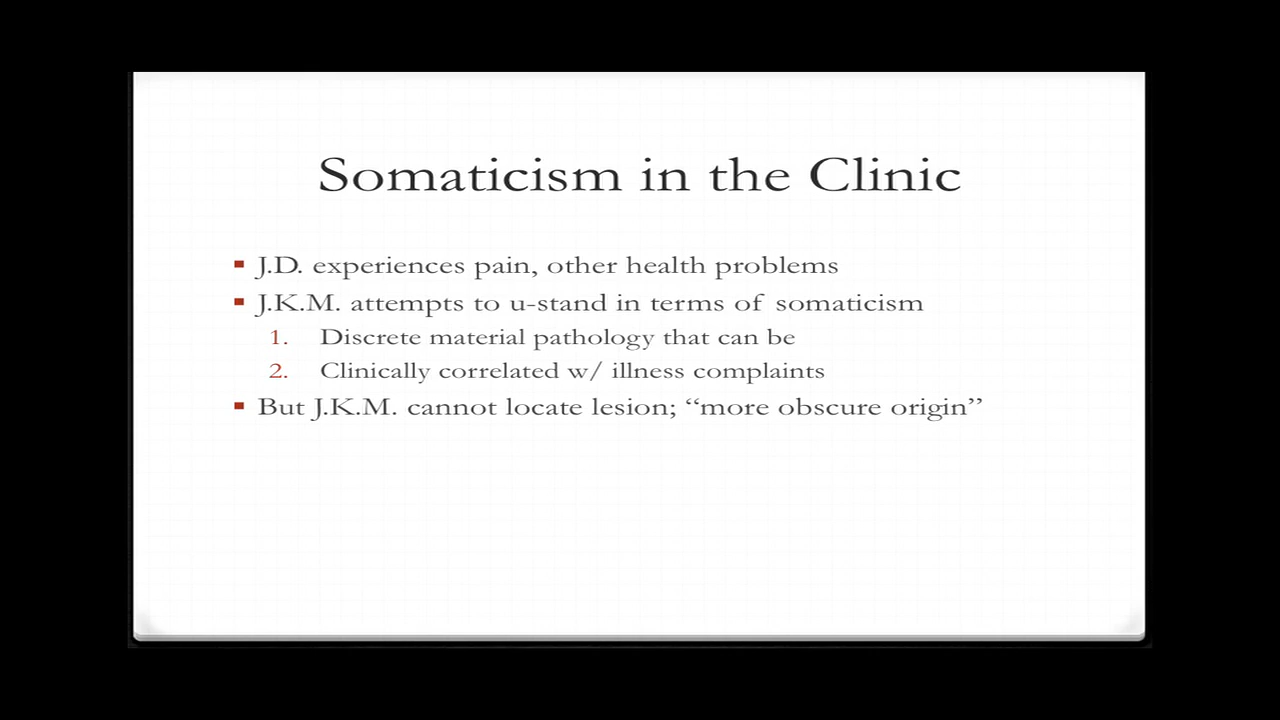 Somaticism in the Clinic
J.D. experiences pain, other health problems
J.K.M. attempts to u-stand in terms of somaticism
1. Discrete material pathology that can be
2. Clinically correlated w/ illness complaints
But J.K.M. cannot locate lesion; “more obscure origin”